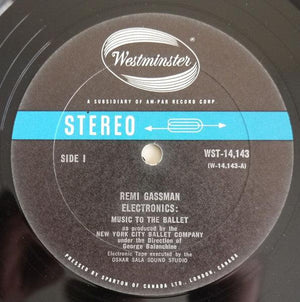 Westminster
A SUBSIDIARY OF AM-PAR RECORD CORP
STEREO
SIDE 1
WST-14,143
(W-14,143-A)
REMI GASSMAN
ELECTRONICS:
MUSIC TO THE BALLET
as produced by the
NEW YORK CITY BALLET COMPANY
under the Direction of
George Balanchine
Electronic Tape executed by the
OSKAR SALA SOUND STUDIO
PRESSED BY SPARTON OF CANADA LTD., LONDON, CANADA